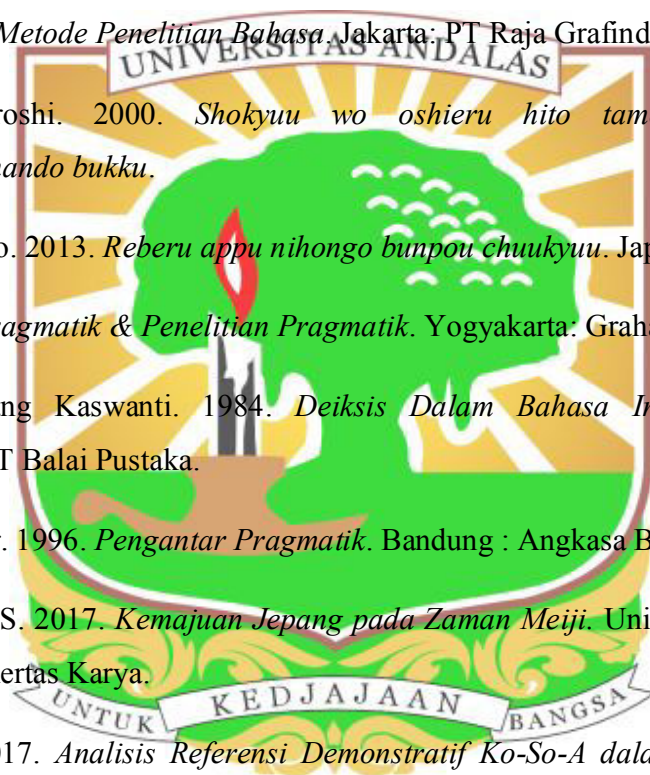 Metode Penelitian Bahasa. Jakarta: PT Raja Grafind
UNIVERSITAS ANDALAS
roshi. 2000. Shokyuu wo oshieru hito tam
nando bukku.
o. 2013. Reberu appu nihongo bunpou chuukyuu. Jap
ragmatik & Penelitian Pragmatik. Yogyakarta: Graha
ng Kaswanti. 1984. Deiksis Dalam Bahasa In
T Balai Pustaka.
. 1996. Pengantar Pragmatik. Bandung : Angkasa B
S. 2017. Kemajuan Jepang pada Zaman Meiji. Uni
ertas Karya.
UNTUK KEDJAJAAN BANGSA
017. Analisis Referensi Demonstratif Ko-So-A dala